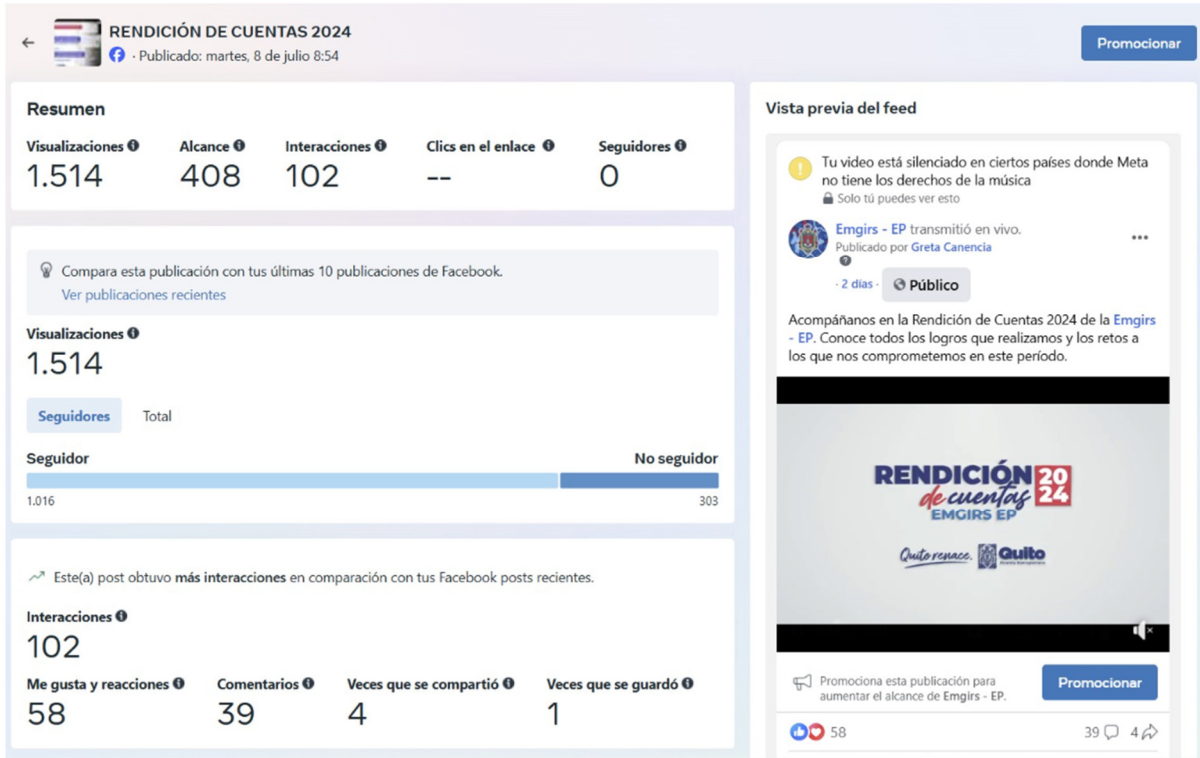 RENDICIÓN DE CUENTAS 2024
· Publicado: martes, 8 de julio 8:54
Promocionar
Resumen
Visualizaciones
Alcance
Interacciones
Clics en el enlace
Seguidores
1.514
408
102
--
0
Compara esta publicación con tus últimas 10 publicaciones de Facebook.
Ver publicaciones recientes
Visualizaciones
1.514
Seguidores
Total
Seguidor
No seguidor
1.016
303
Este(a) post obtuvo más interacciones en comparación con tus Facebook posts recientes.
Interacciones
102
Me gusta y reacciones
Comentarios
Veces que se compartió
Veces que se guardó
58
39
4
1
Vista previa del feed
Tu video está silenciado en ciertos países donde Meta
no tiene los derechos de la música
Solo tú puedes ver esto
Emgirs - EP transmitió en vivo.
Publicado por Greta Canencia
· 2 días ·
Público
Acompáñanos en la Rendición de Cuentas 2024 de la Emgirs
- EP. Conoce todos los logros que realizamos y los retos a
los que nos comprometemos en este período.
RENDICIÓN 20
de cuentas 24
EMGIRS EP
Quito renace.
Quito
Promociona esta publicación para
aumentar el alcance de Emgirs - EP.
Promocionar
58
39
4